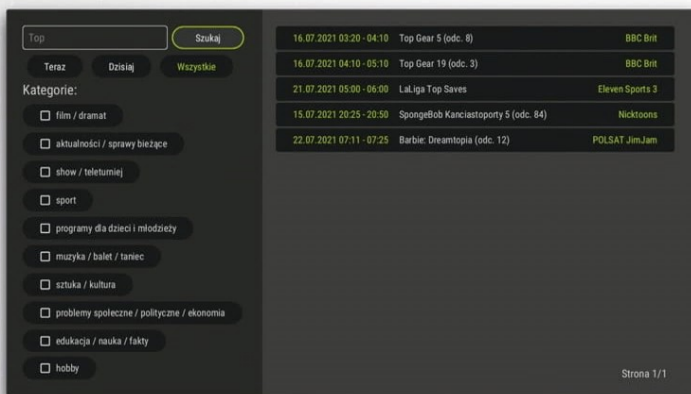 Top
Szukaj
Teraz Dzisiaj Wszystkie
Kategorie:
film / dramat
aktualności / sprawy bieżące
show / teleturniej
sport
programy dla dzieci i młodzieży
muzyka / balet / taniec
sztuka / kultura
problemy społeczne / polityczne / ekonomia
edukacja / nauka / fakty
hobby
16.07.2021 03:20 - 04:10 Top Gear 5 (odc. 8) BBC Brit
16.07.2021 04:10 - 05:10 Top Gear 19 (odc. 3) BBC Brit
21.07.2021 05:00 - 06:00 LaLiga Top Saves Eleven Sports 3
15.07.2021 20:25 - 20:50 SpongeBob Kanciastoporty 5 (odc. 84) Nicktoons
22.07.2021 07:11 - 07:25 Barbie: Dreamtopia (odc. 12) POLSAT JimJam
Strona 1/1